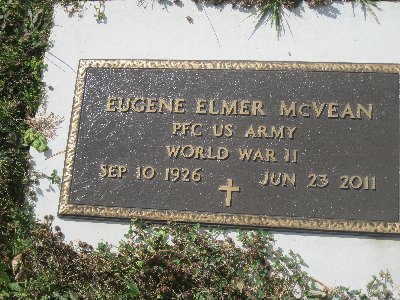 EUGENE ELMER McVEAN
PFC US ARMY
WORLD WAR II
SEP 10 1926 JUN 23 2011